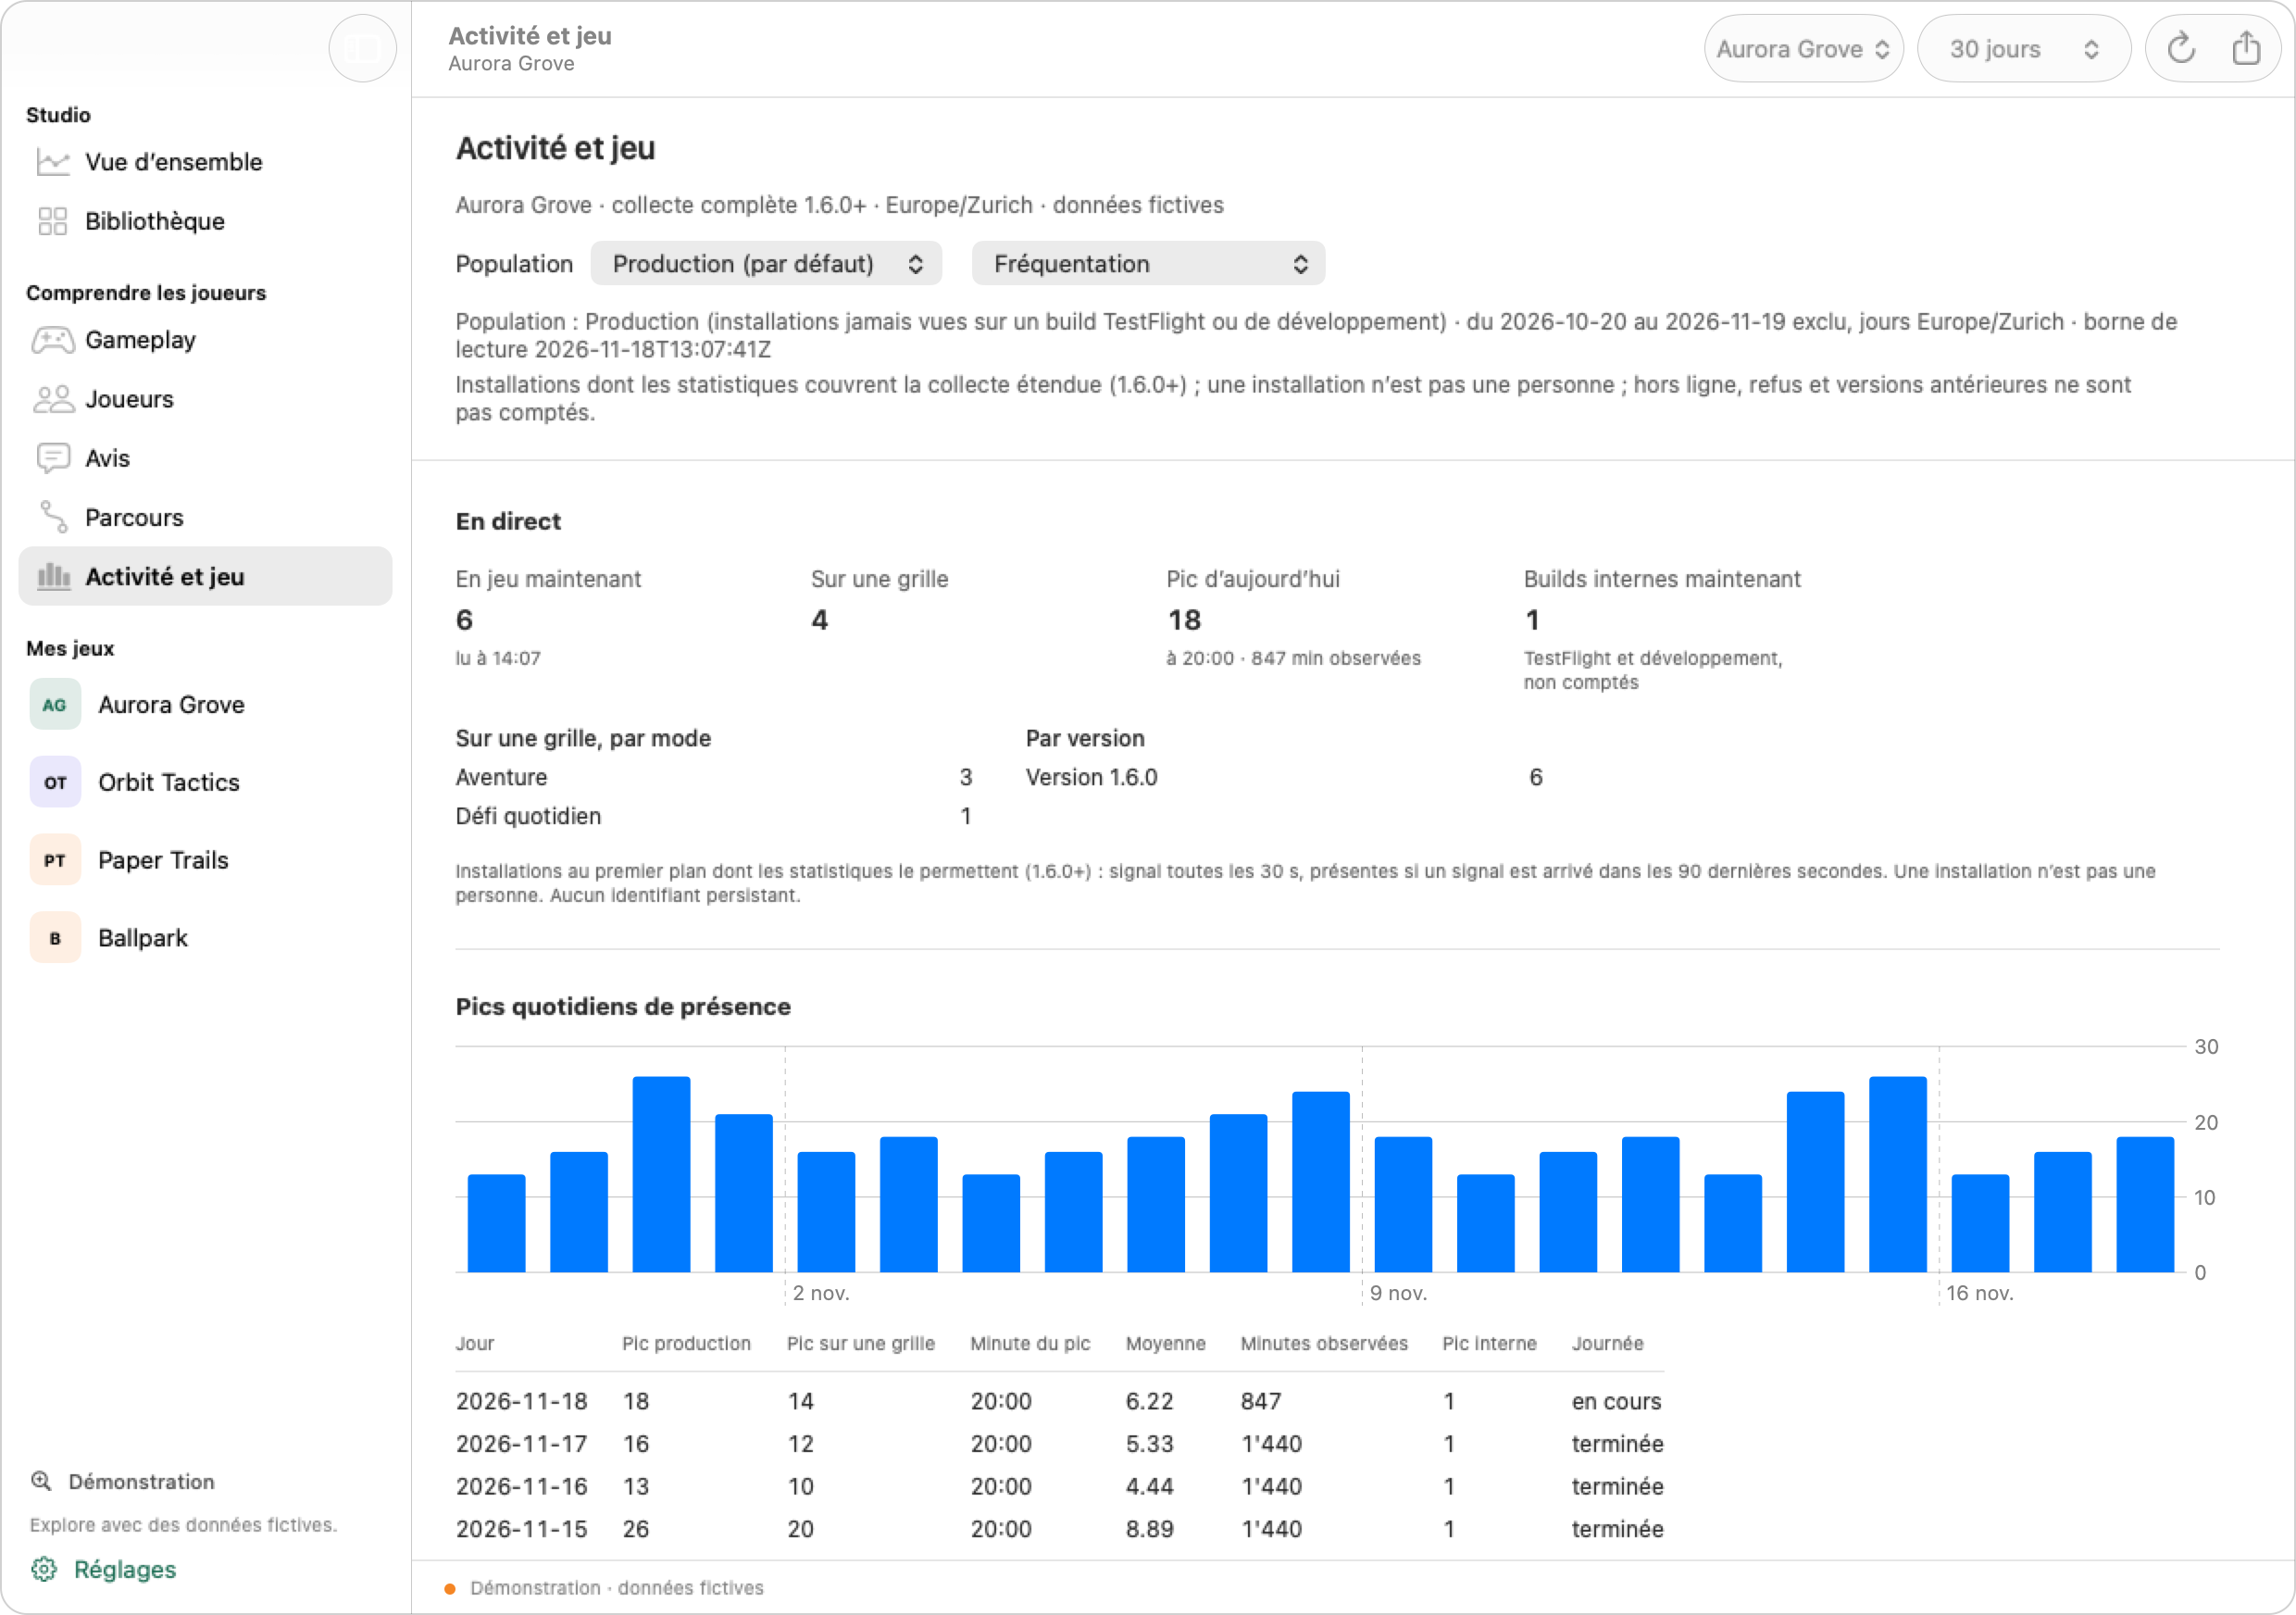 Activité et jeu
Aurora Grove
Aurora Grove
30 jours
Studio
Vue d’ensemble
Bibliothèque
Comprendre les joueurs
Gameplay
Joueurs
Avis
Parcours
Activité et jeu
Mes jeux
AG Aurora Grove
OT Orbit Tactics
PT Paper Trails
B Ballpark
Démonstration
Explore avec des données fictives.
Réglages
Activité et jeu
Aurora Grove · collecte complète 1.6.0+ · Europe/Zurich · données fictives
Population Production (par défaut) Fréquentation
Population : Production (installations jamais vues sur un build TestFlight ou de développement) · du 2026-10-20 au 2026-11-19 exclu, jours Europe/Zurich · borne de
lecture 2026-11-18T13:07:41Z
Installations dont les statistiques couvrent la collecte étendue (1.6.0+) ; une installation n’est pas une personne ; hors ligne, refus et versions antérieures ne sont
pas comptés.
En direct
En jeu maintenant Sur une grille Pic d’aujourd’hui Builds internes maintenant
6 4 18 1
lu à 14:07 à 20:00 · 847 min observées TestFlight et développement,
non comptés
Sur une grille, par mode Par version
Aventure 3 Version 1.6.0 6
Défi quotidien 1
Installations au premier plan dont les statistiques le permettent (1.6.0+) : signal toutes les 30 s, présentes si un signal est arrivé dans les 90 dernières secondes. Une installation n’est pas une
personne. Aucun identifiant persistant.
Pics quotidiens de présence
30
20
10
0
2 nov. 9 nov. 16 nov.
Jour Pic production Pic sur une grille Minute du pic Moyenne Minutes observées Pic interne Journée
2026-11-18 18 14 20:00 6.22 847 1 en cours
2026-11-17 16 12 20:00 5.33 1'440 1 terminée
2026-11-16 13 10 20:00 4.44 1'440 1 terminée
2026-11-15 26 20 20:00 8.89 1'440 1 terminée
Démonstration · données fictives